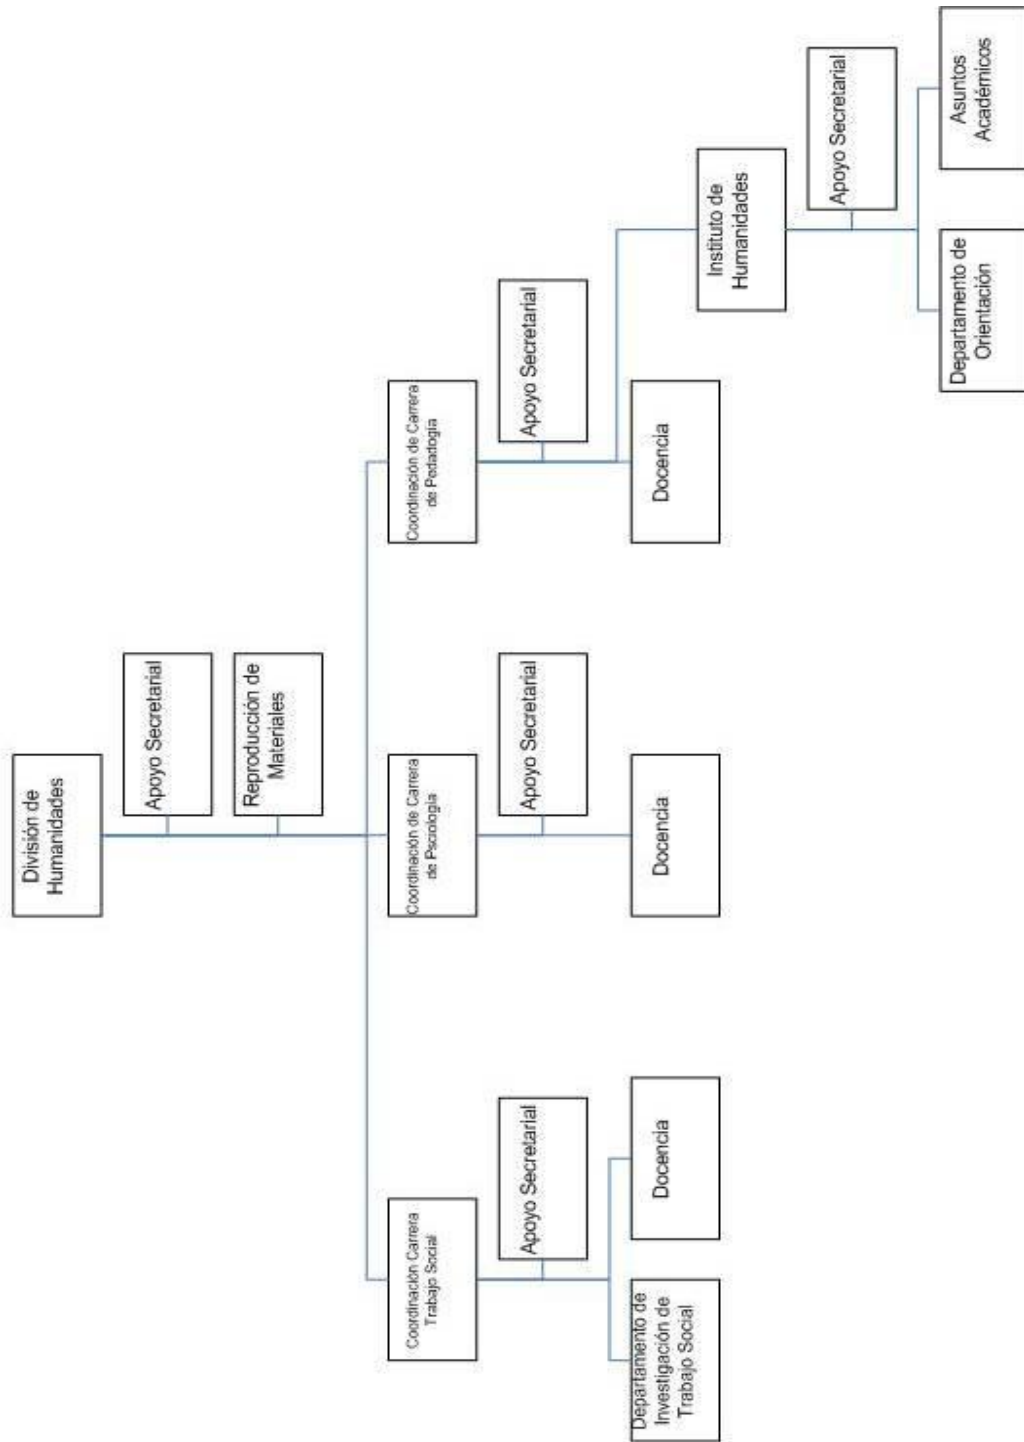 División de
Humanidades
Apoyo Secretarial
Reproducción de
Materiales
Coordinación Carrera
Trabajo Social
Coordinación de Carrera
de Psciologia
Coordinación de Carrera
de Pedadogía
Apoyo Secretarial
Apoyo Secretarial
Apoyo Secretarial
Departamento de
Investigación de
Trabajo Social
Docencia
Docencia
Docencia
Instituto de
Humanidades
Apoyo Secretarial
Departamento de
Orientación
Asuntos
Académicos